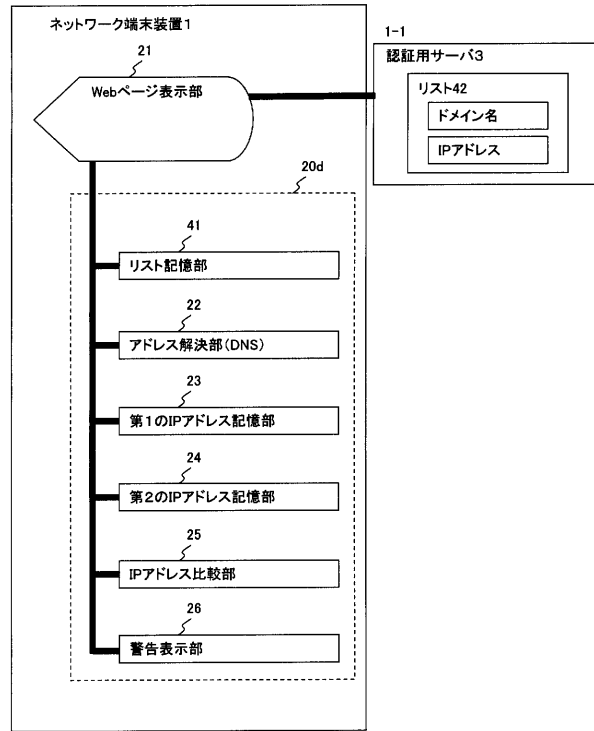 ネットワーク端末装置1
21
Webページ表示部
1-1
認証用サーバ3
リスト42
ドメイン名
IPアドレス
20d
41
リスト記憶部
22
アドレス解決部(DNS)
23
第1のIPアドレス記憶部
24
第2のIPアドレス記憶部
25
IPアドレス比較部
26
警告表示部